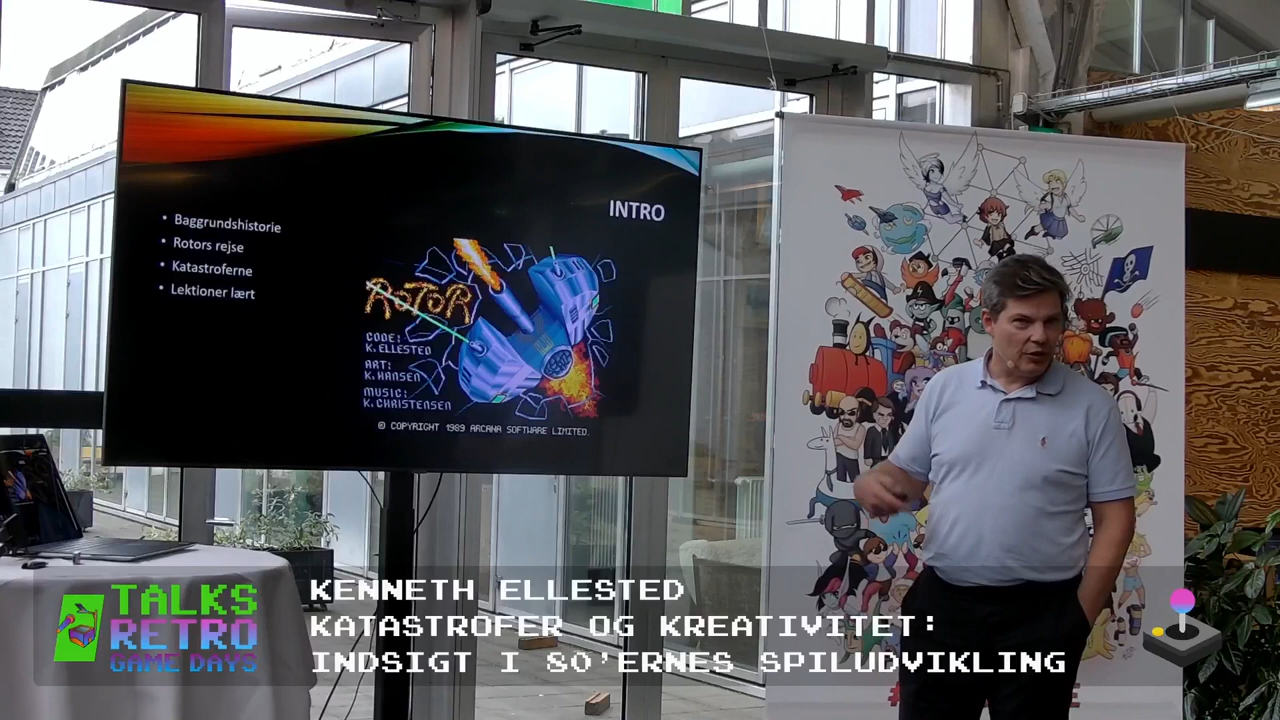 INTRO
• Baggrundshistorie
• Rotors rejse
• Katastroferne
• Lektioner lært
ROTOR
CODE:
K. ELLESTED
ART:
K. HANSEN
MUSIC:
K. CHRISTENSEN
© COPYRIGHT 1989 ARCANA SOFTWARE LIMITED.
TALKS
RETRO
GAME DAYS
KENNETH ELLESTED
KATASTROFER OG KREATIVITET:
INDSIGT I 80'ERNES SPILUDVIKLING